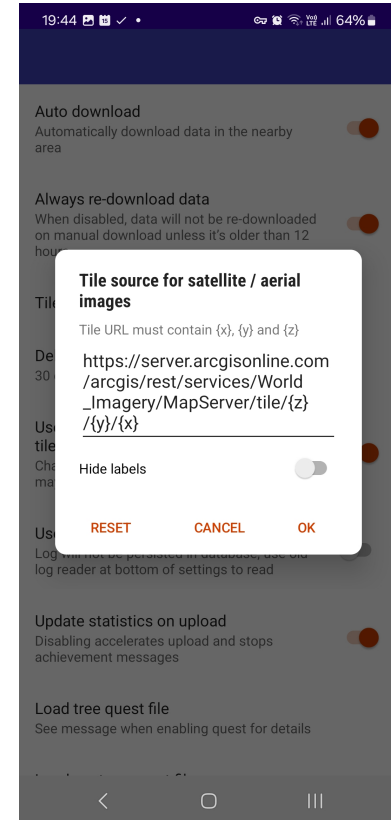 19:44
15
64%
Auto download
Automatically download data in the nearby
area
Always re-download data
When disabled, data will not be re-downloaded
on manual download unless it's older than 12
hou
Tile
De
30
Use
tile
Cha
ma
Tile source for satellite / aerial
images
Tile URL must contain {x}, {y} and {z}
https://server.arcgisonline.com
/arcgis/rest/services/World
_Imagery/MapServer/tile/{z}
/{y}/{x}
Hide labels
RESET CANCEL OK
Us
Log will not be persisted in database, use old
log reader at bottom of settings to read
Update statistics on upload
Disabling accelerates upload and stops
achievement messages
Load tree quest file
See message when enabling quest for details